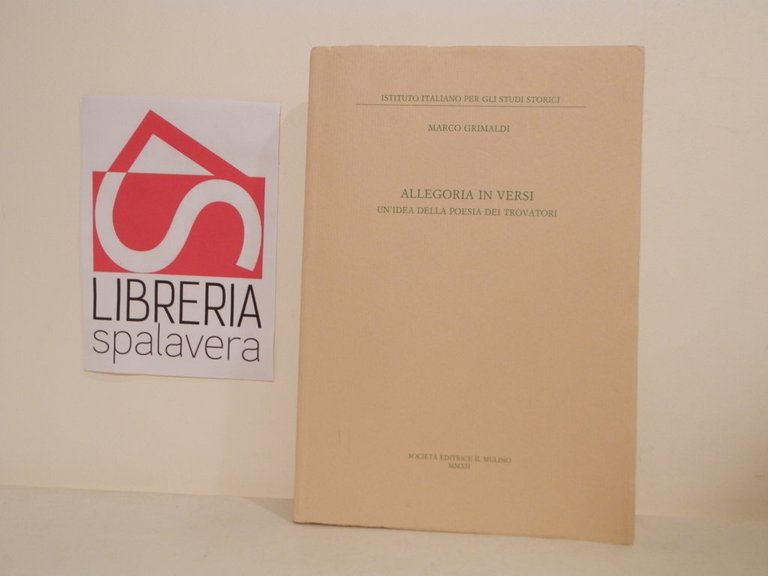 LIBRERIA
spalavera
ISTITUTO ITALIANO PER GLI STUDI STORICI
MARCO GRIMALDI
ALLEGORIA IN VERSI
UN'IDEA DELLA POESIA DEI TROVATORI
SOCIETÀ EDITRICE IL MULINO
MMXII